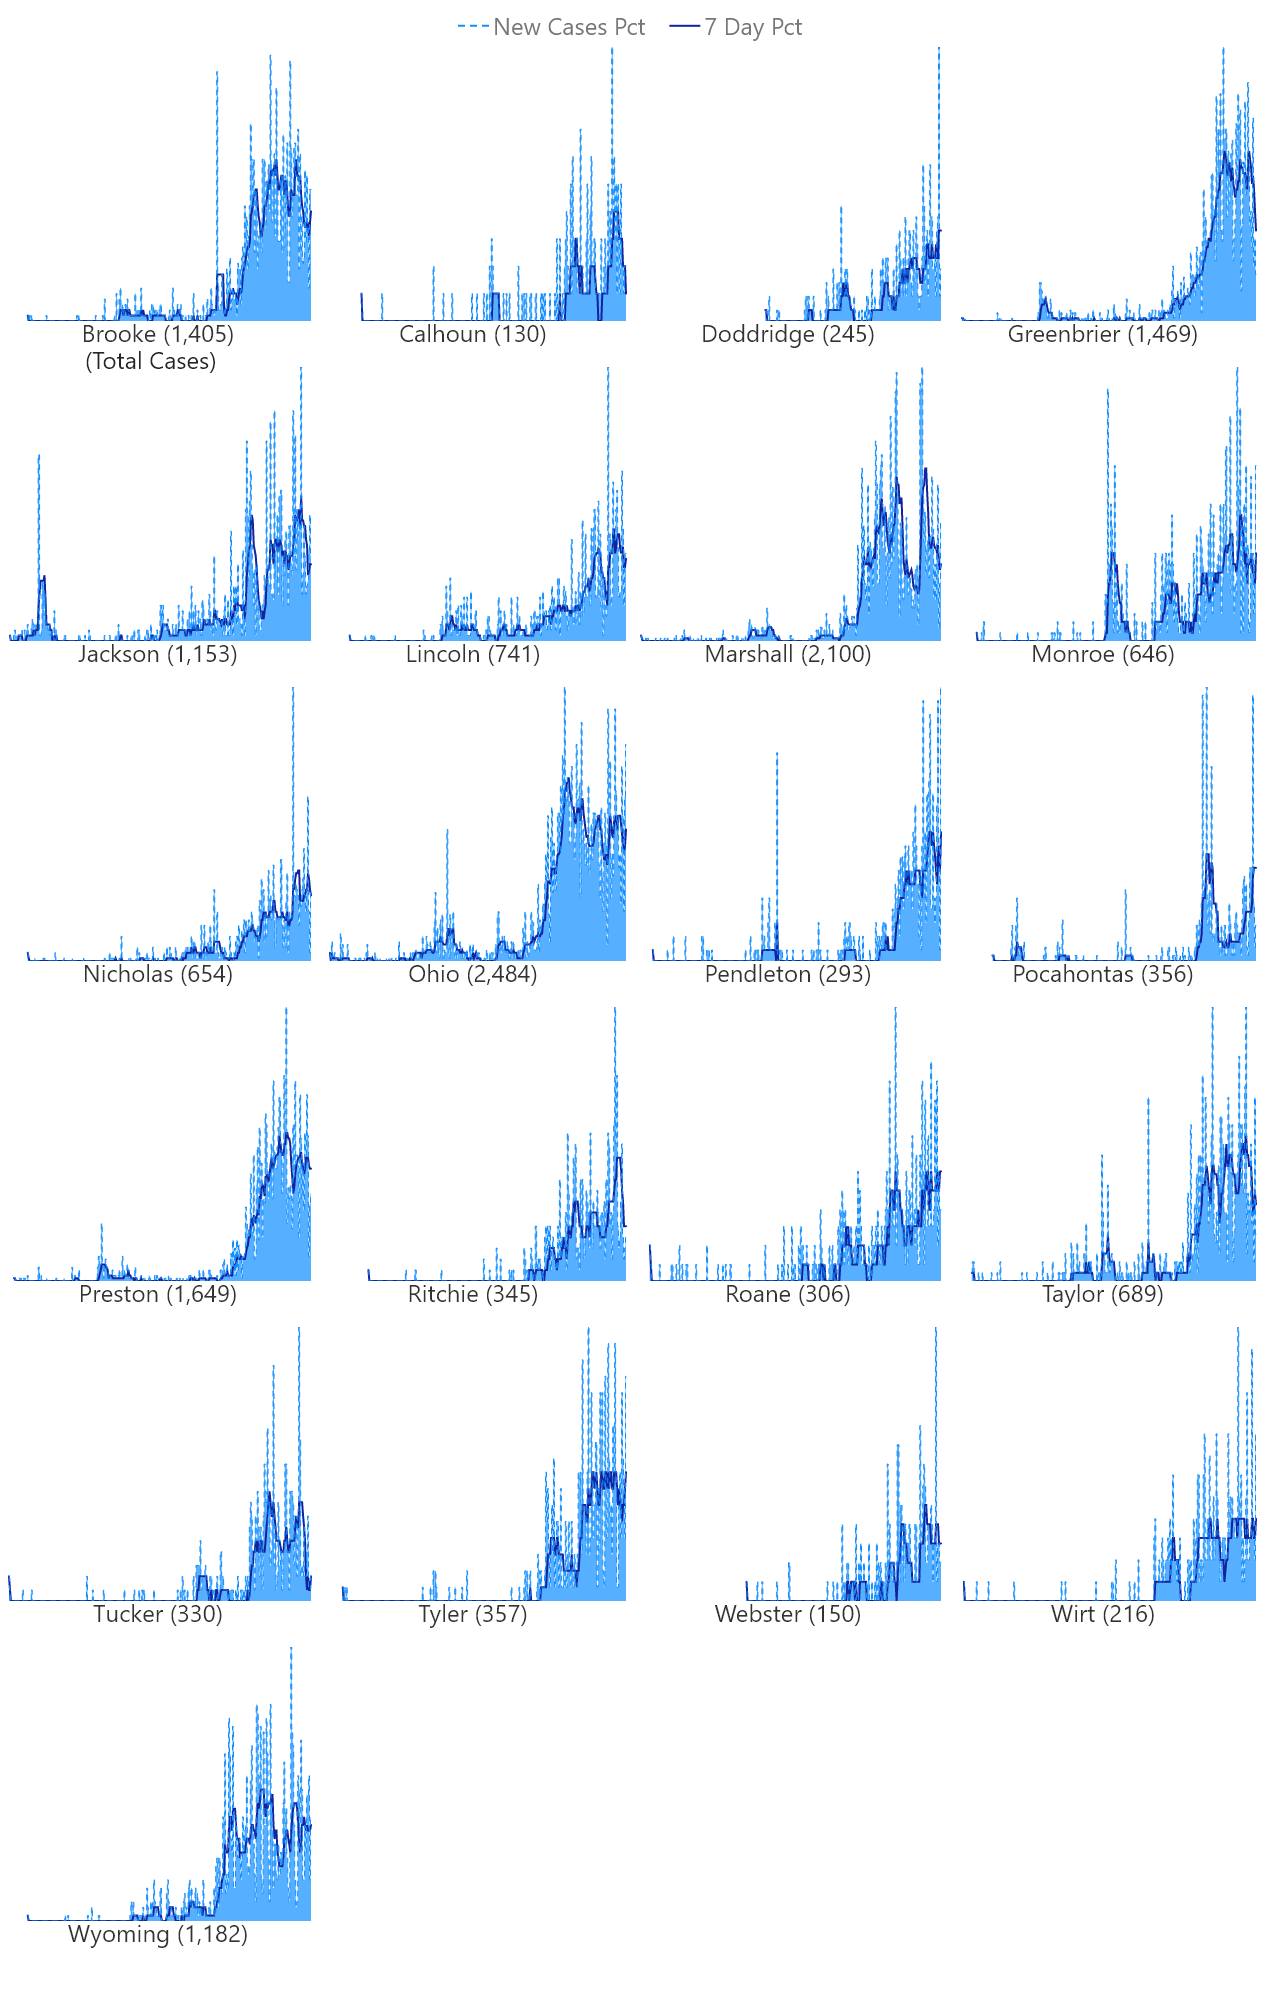 New Cases Pct 7 Day Pct
Brooke (1,405) Calhoun (130) Doddridge (245) Greenbrier (1,469)
(Total Cases)
Jackson (1,153) Lincoln (741) Marshall (2,100) Monroe (646)
Nicholas (654) Ohio (2,484) Pendleton (293) Pocahontas (356)
Preston (1,649) Ritchie (345) Roane (306) Taylor (689)
Tucker (330) Tyler (357) Webster (150) Wirt (216)
Wyoming (1,182)